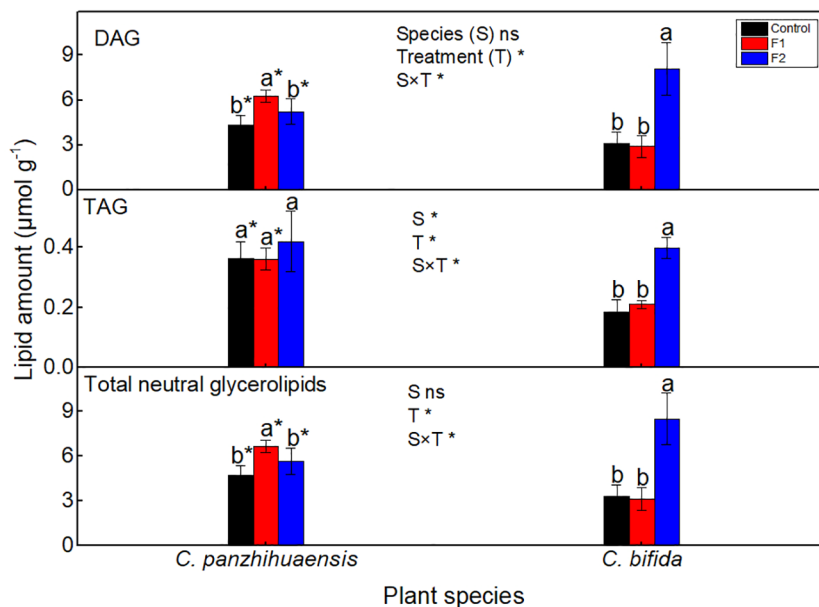 DAG
Species (S) ns
Treatment (T) *
S×T *
Control
F1
F2
9
6
3
0
b* a* b*
b b a
TAG
S *
T *
S×T *
0.4
0.2
0.0
a* a* a
b b a
Total neutral glycerolipids
S ns
T *
S×T *
9
6
3
0
b* a* b*
b b a
Lipid amount (μmol g⁻¹)
C. panzhihuaensis
C. bifida
Plant species